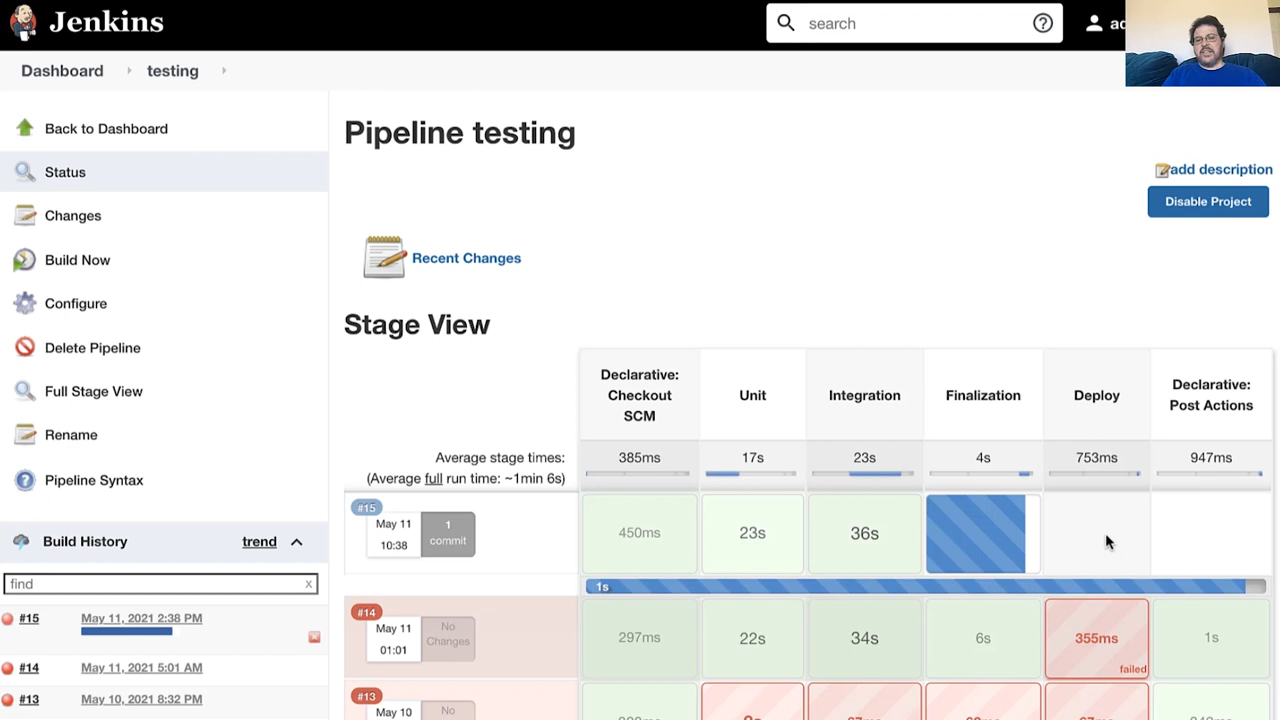 Jenkins
search
ad
Dashboard
testing
Back to Dashboard
Status
Changes
Build Now
Configure
Delete Pipeline
Full Stage View
Rename
Pipeline Syntax
Build History
trend
find
x
#15
May 11, 2021 2:38 PM
#14
May 11, 2021 5:01 AM
#13
May 10, 2021 8:32 PM
Pipeline testing
add description
Disable Project
Recent Changes
Stage View
Declarative: Checkout SCM
Unit
Integration
Finalization
Deploy
Declarative: Post Actions
Average stage times:
(Average full run time: ~1min 6s)
385ms
17s
23s
4s
753ms
947ms
#15
May 11
10:38
1 commit
450ms
23s
36s
1s
#14
May 11
01:01
No Changes
297ms
22s
34s
6s
355ms
failed
1s
#13
May 10
No